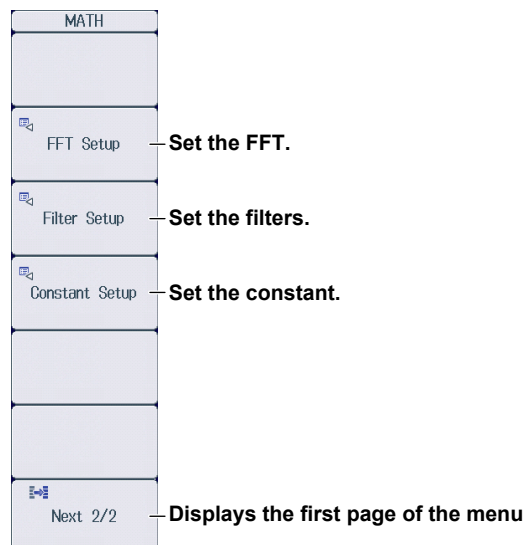 MATH
FFT Setup
Set the FFT.
Filter Setup
Set the filters.
Constant Setup
Set the constant.
Next 2/2
Displays the first page of the menu